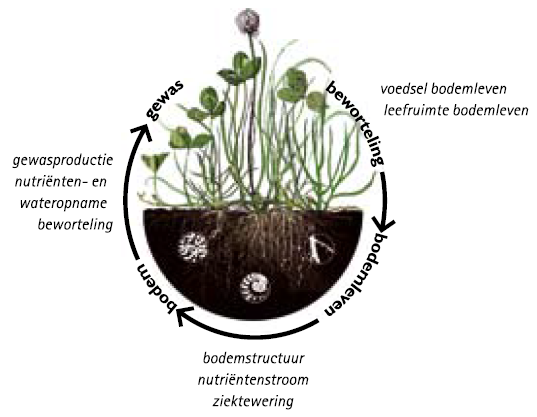 gewas
beworteling
voedsel bodemleven
leefruimte bodemleven
gewasproductie
nutriënten- en
wateropname
beworteling
bodem
bodemleven
bodemstructuur
nutriëntenstroom
ziektewering